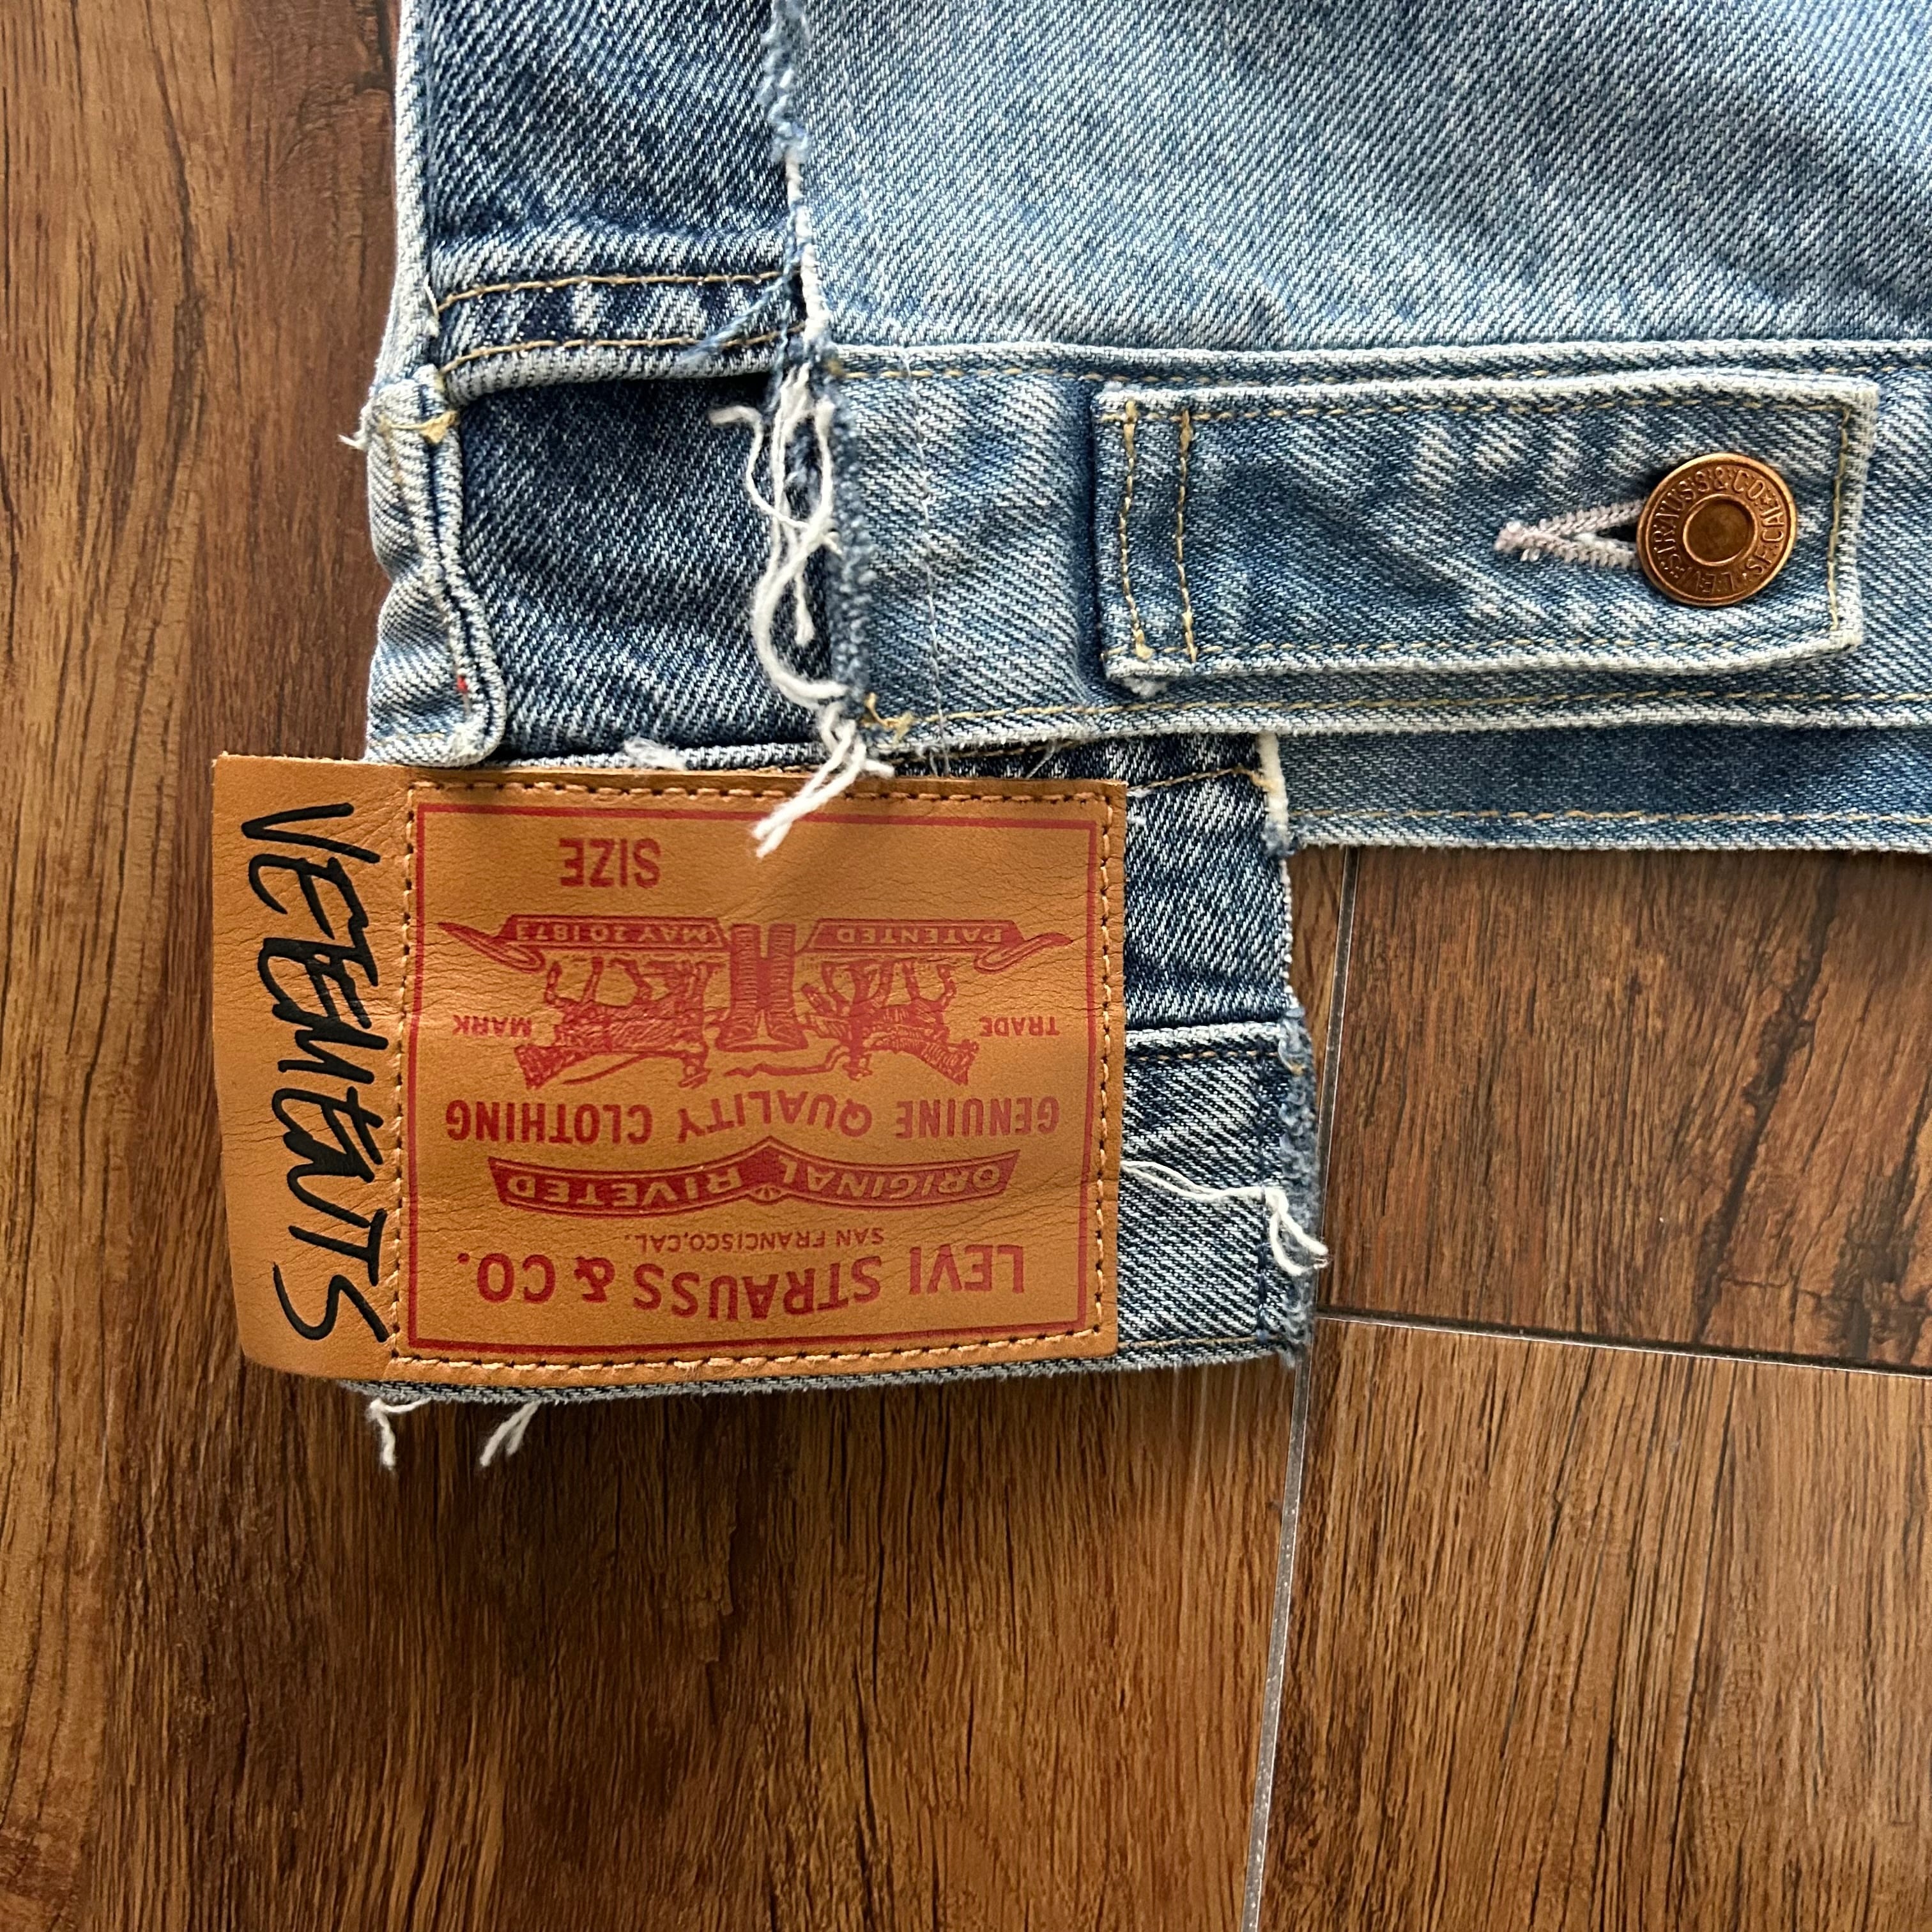 VETEMENTS
LEVI STRAUSS & CO.
SAN FRANCISCO,CAL.
ORIGINAL RIVETED
GENUINE QUALITY CLOTHING
TRADE MARK
PATENTED MAY 20 1873
SIZE
LEVI STRAUSS & CO S.F. CAL